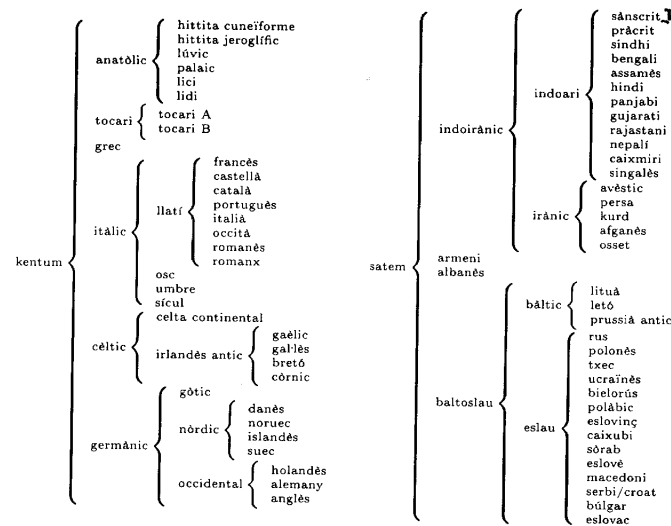 kentum
anatòlic
hittita cuneïforme
hittita jeroglífic
lúvic
palaic
lici
lidi
tocari
tocari A
tocari B
grec
itàlic
llatí
francès
castellà
català
portuguès
italià
occità
romanès
romanx
osc
umbre
sícul
cèltic
celta continental
irlandès antic
gaèlic
gal·lès
bretó
còrnic
germànic
gòtic
nòrdic
danès
noruec
islandès
suec
occidental
holandès
alemany
anglès
satem
indoirànic
indoari
sànscrit
pràcrit
sindhi
bengali
assamès
hindi
panjabi
gujarati
rajastani
nepalí
caixmiri
singalès
irànic
avèstic
persa
kurd
afganès
osset
armeni
albanès
baltoslau
bàltic
lituà
letó
prussià antic
eslau
rus
polonès
txec
ucraïnès
bielorús
polàbic
eslovinç
caixubi
sòrab
eslovè
macedoni
serbi/croat
búlgar
eslovac